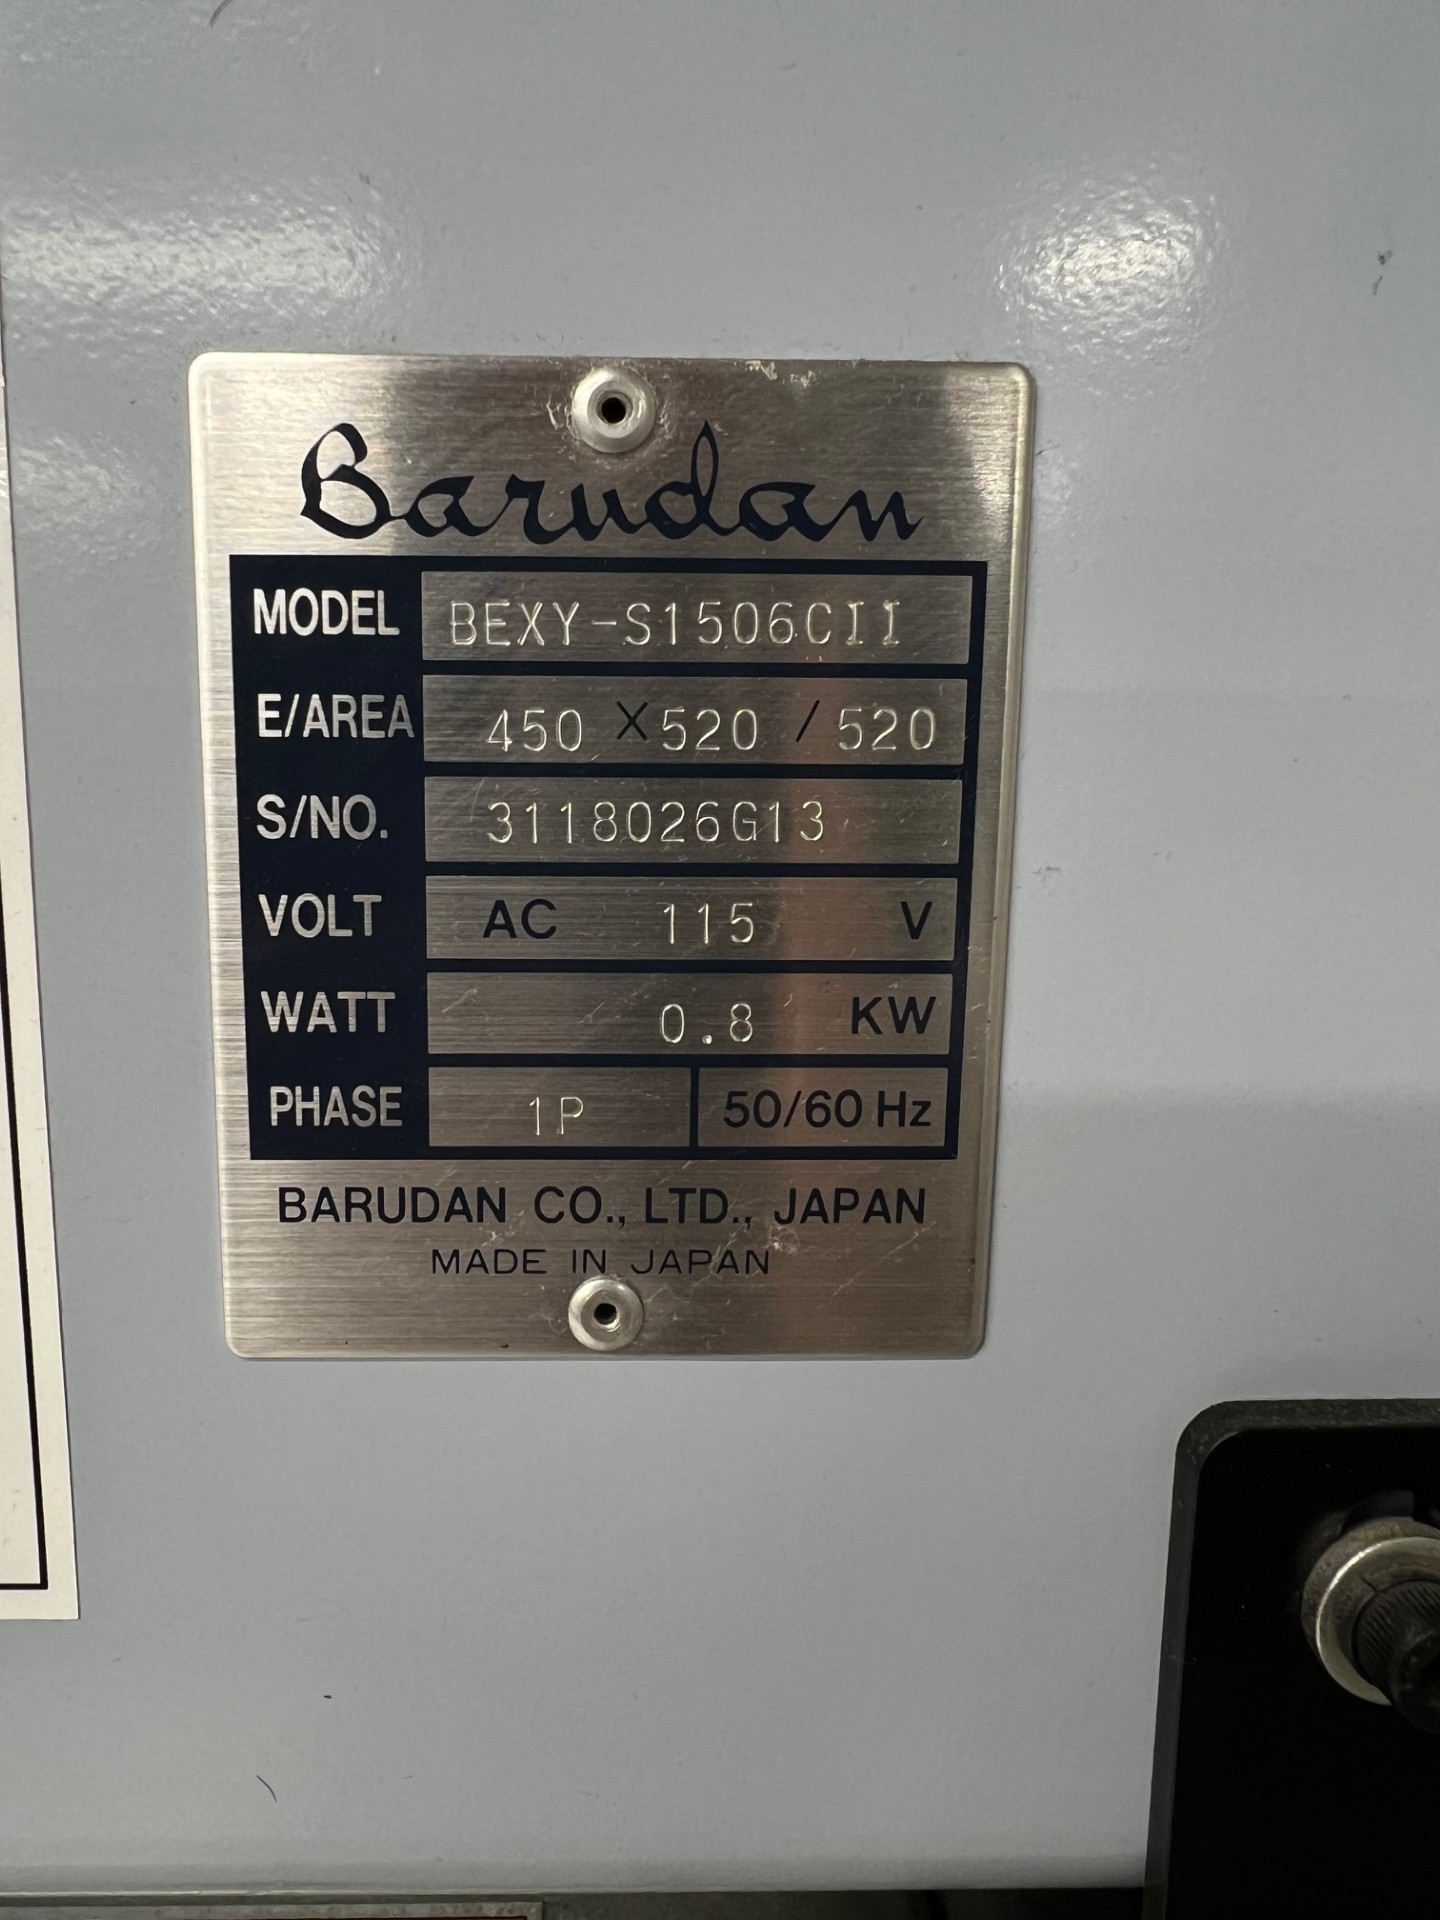 Barudan
MODEL BEXY-S1506CII
E/AREA 450 X 520 / 520
S/NO. 3118026G13
VOLT AC 115 V
WATT 0.8 KW
PHASE 1P 50/60 Hz
BARUDAN CO., LTD., JAPAN
MADE IN JAPAN